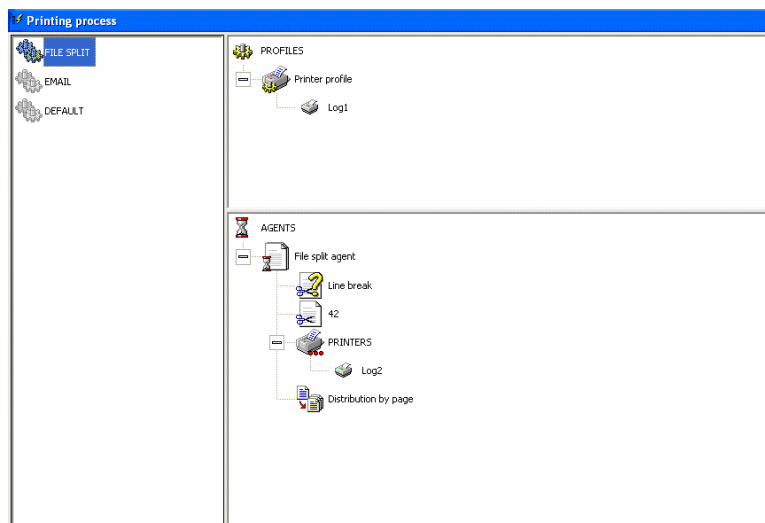 Printing process
FILE SPLIT
EMAIL
DEFAULT
PROFILES
Printer profile
Log1
AGENTS
File split agent
Line break
42
PRINTERS
Log2
Distribution by page